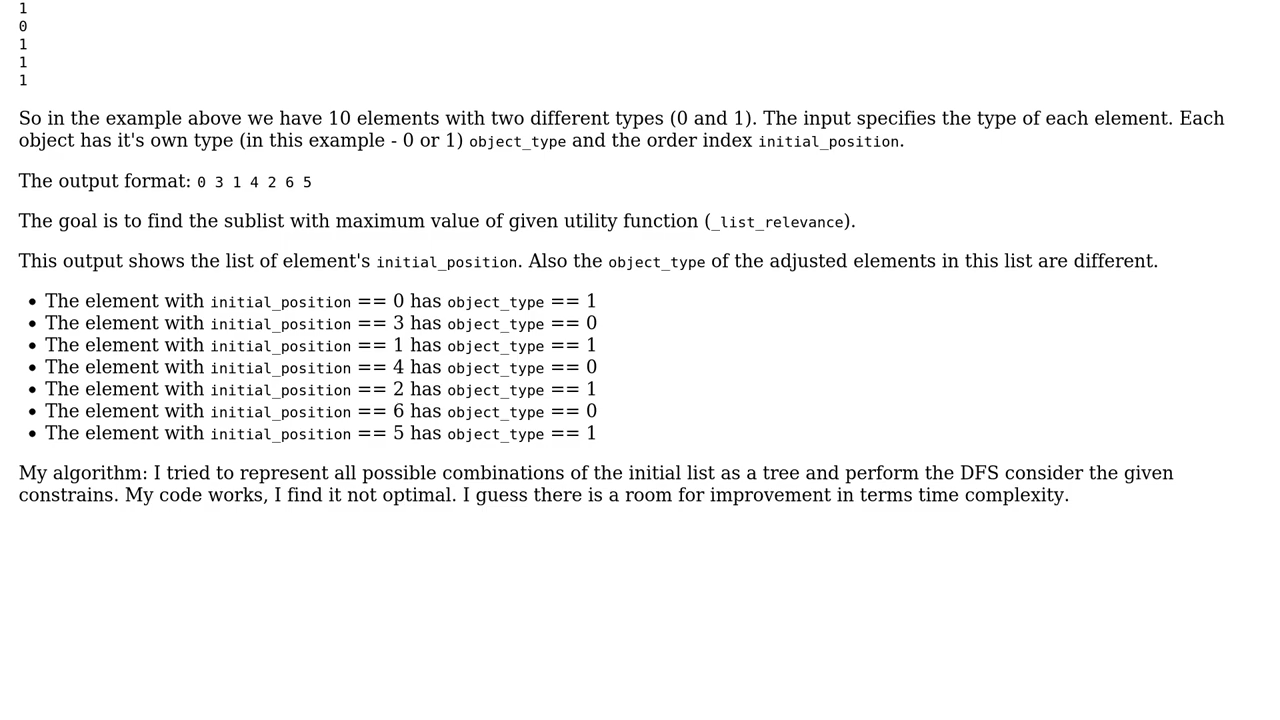 1
0
1
1
1
So in the example above we have 10 elements with two different types (0 and 1). The input specifies the type of each element. Each
object has it's own type (in this example - 0 or 1) object_type and the order index initial_position.
The output format: 0 3 1 4 2 6 5
The goal is to find the sublist with maximum value of given utility function (_list_relevance).
This output shows the list of element's initial_position. Also the object_type of the adjusted elements in this list are different.
• The element with initial_position == 0 has object_type == 1
• The element with initial_position == 3 has object_type == 0
• The element with initial_position == 1 has object_type == 1
• The element with initial_position == 4 has object_type == 0
• The element with initial_position == 2 has object_type == 1
• The element with initial_position == 6 has object_type == 0
• The element with initial_position == 5 has object_type == 1
My algorithm: I tried to represent all possible combinations of the initial list as a tree and perform the DFS consider the given
constrains. My code works, I find it not optimal. I guess there is a room for improvement in terms time complexity.